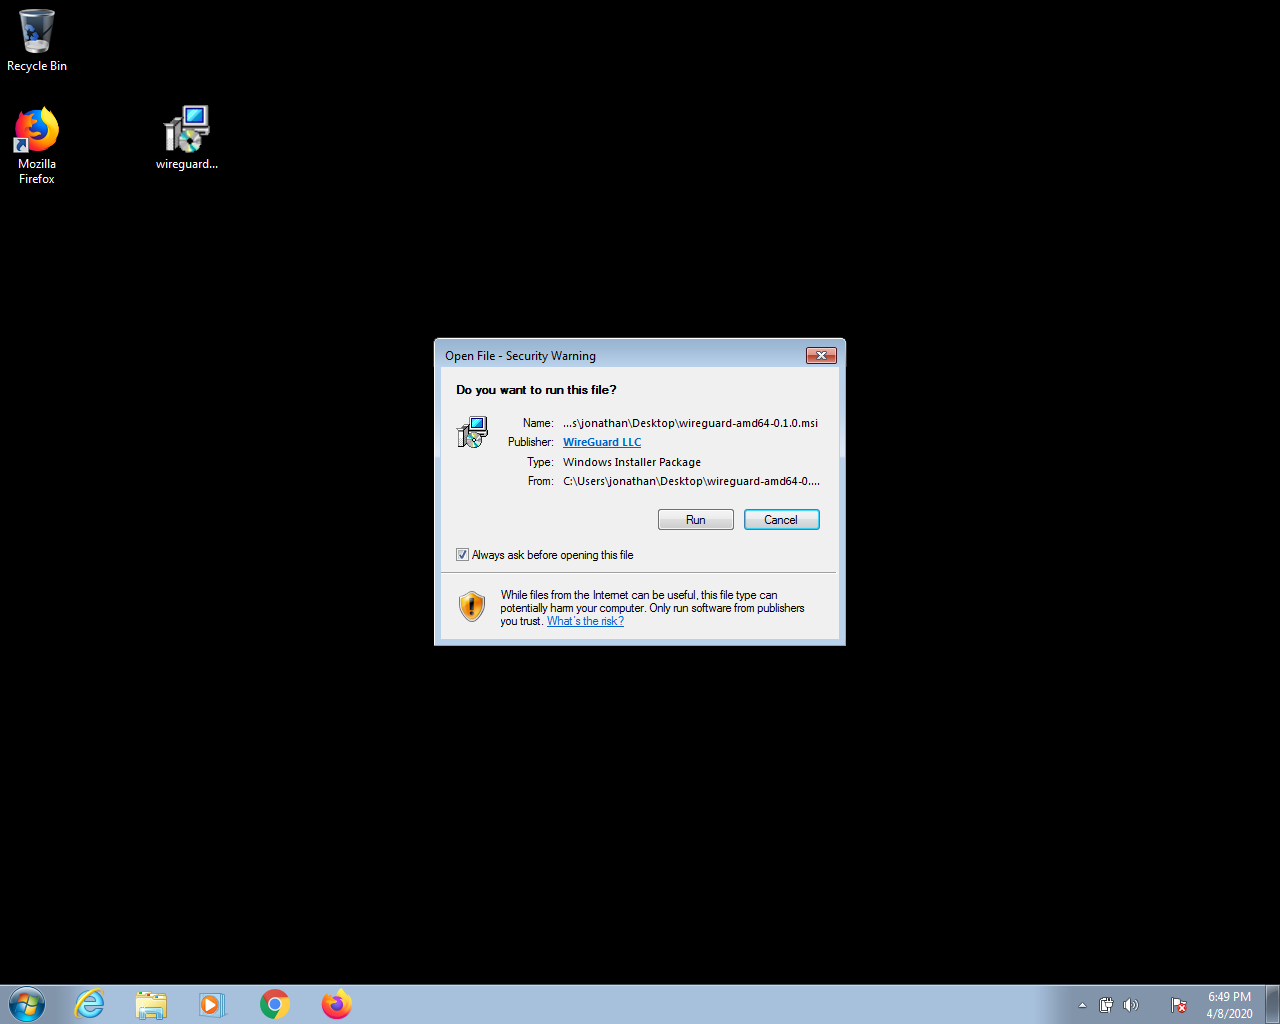 Recycle Bin
Mozilla
Firefox
wireguard...
Open File - Security Warning
Do you want to run this file?
Name: ...s\jonathan\Desktop\wireguard-amd64-0.1.0.msi
Publisher: WireGuard LLC
Type: Windows Installer Package
From: C:\Users\jonathan\Desktop\wireguard-amd64-0....
Run Cancel
Always ask before opening this file
While files from the Internet can be useful, this file type can
potentially harm your computer. Only run software from publishers
you trust. What's the risk?
6:49 PM
4/8/2020